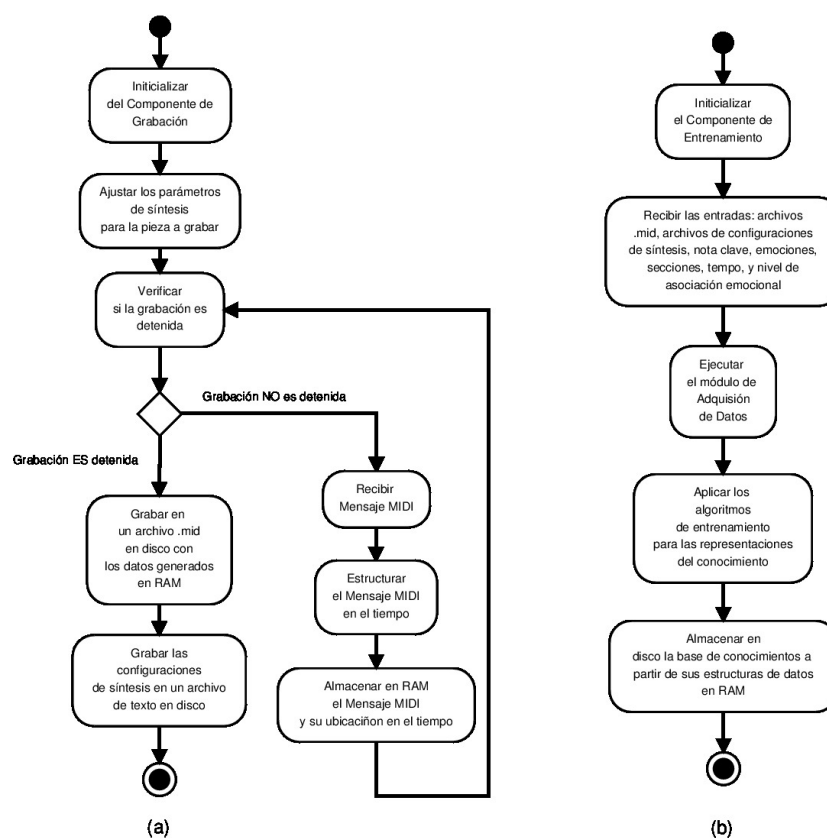 Initicializar
del Componente de
Grabación
Ajustar los parámetros
de síntesis
para la pieza a grabar
Verificar
si la grabación es
detenida
Grabación NO es detenida
Grabación ES detenida
Grabar en
un archivo .mid
en disco con
los datos generados
en RAM
Grabar las
configuraciones
de síntesis en un archivo
de texto en disco
Recibir
Mensaje MIDI
Estructurar
el Mensaje MIDI
en el tiempo
Almacenar en RAM
el Mensaje MIDI
y su ubicaciñon en el tiempo
(a)
Initicializar
el Componente de
Entrenamiento
Recibir las entradas: archivos
.mid, archivos de configuraciones
de síntesis, nota clave, emociones,
secciones, tempo, y nivel de
asociación emocional
Ejecutar
el módulo de
Adquisión
de Datos
Aplicar los
algoritmos
de entrenamiento
para las representaciones
del conocimiento
Almacenar en
disco la base de conocimientos a
partir de sus estructuras de datos
en RAM
(b)